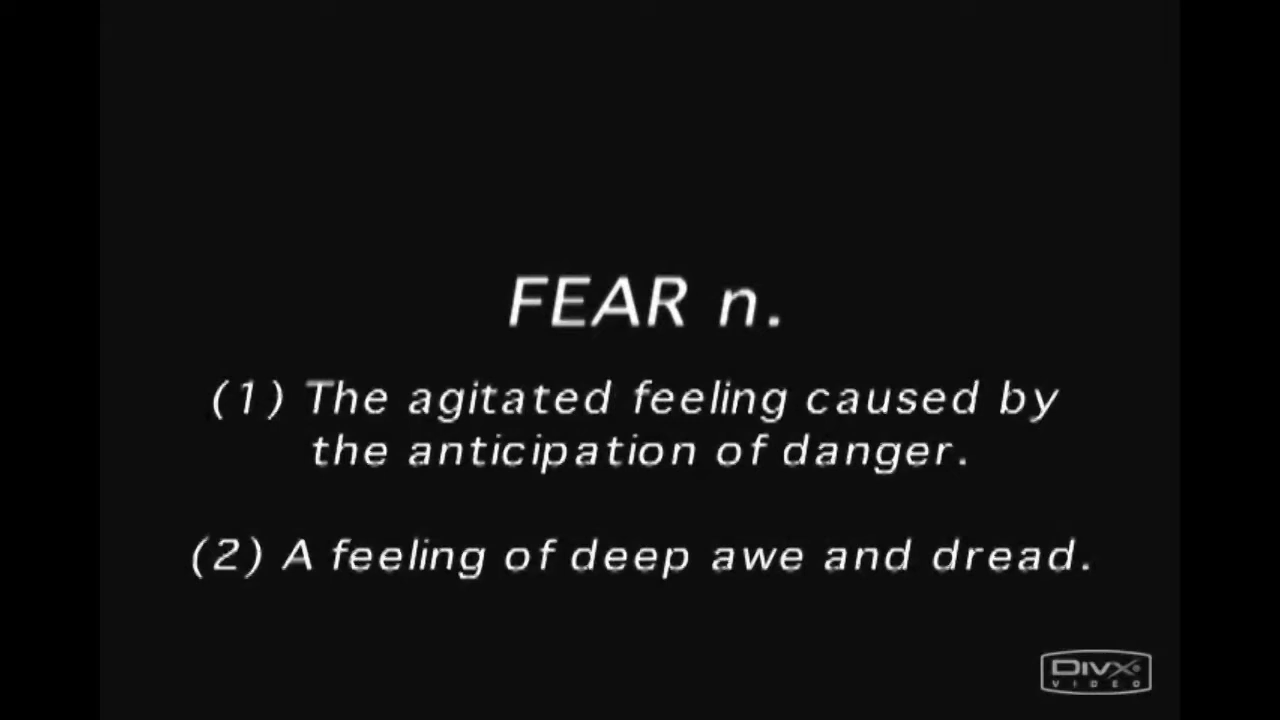 FEAR n.
(1) The agitated feeling caused by
the anticipation of danger.
(2) A feeling of deep awe and dread.
DIVX
VIDEO